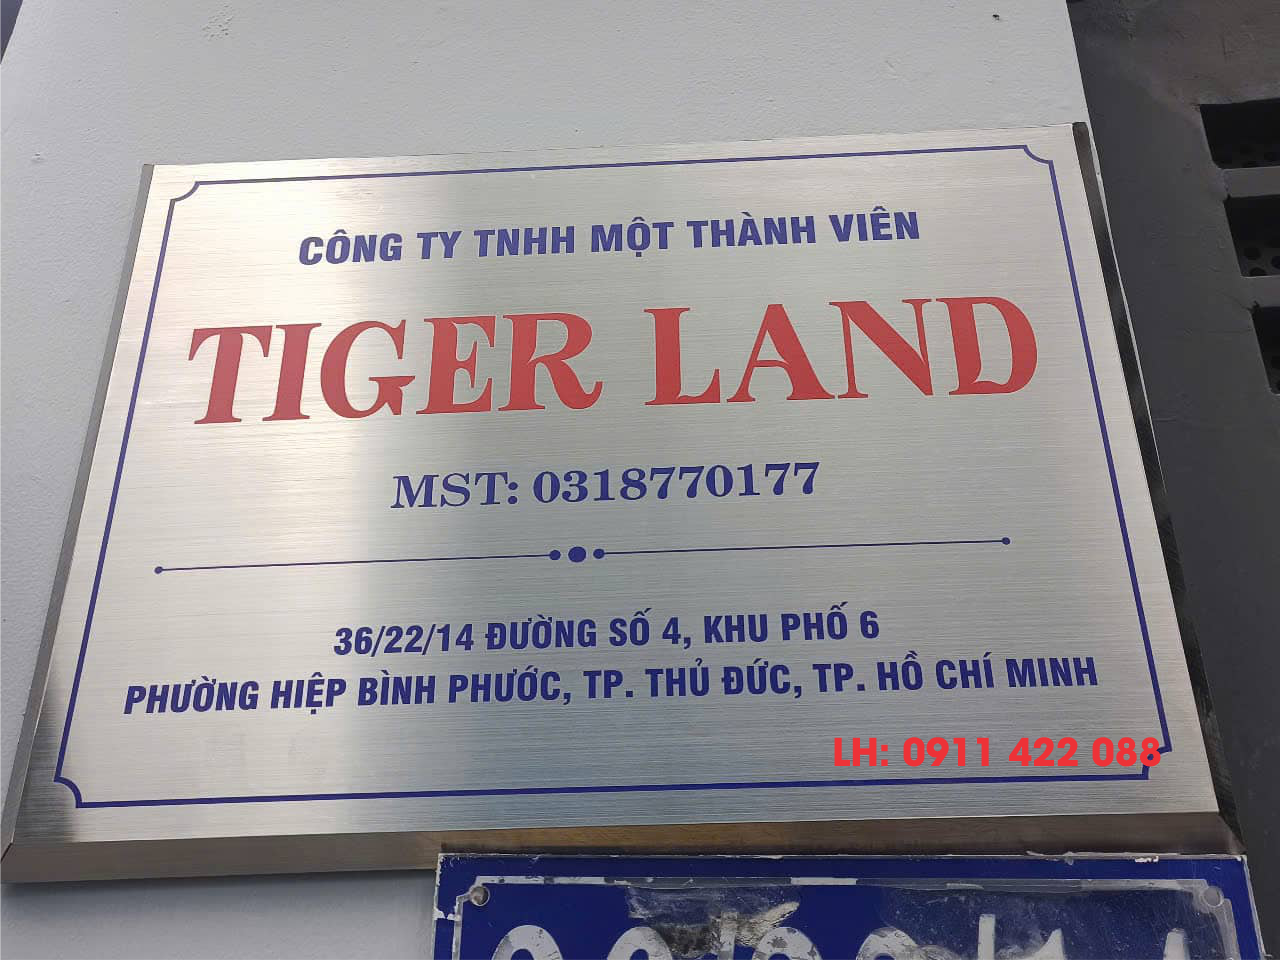 CÔNG TY TNHH MỘT THÀNH VIÊN
TIGER LAND
MST: 0318770177
36/22/14 ĐƯỜNG SỐ 4, KHU PHỐ 6
PHƯỜNG HIỆP BÌNH PHƯỚC, TP. THỦ ĐỨC, TP. HỒ CHÍ MINH
LH: 0911 422 088